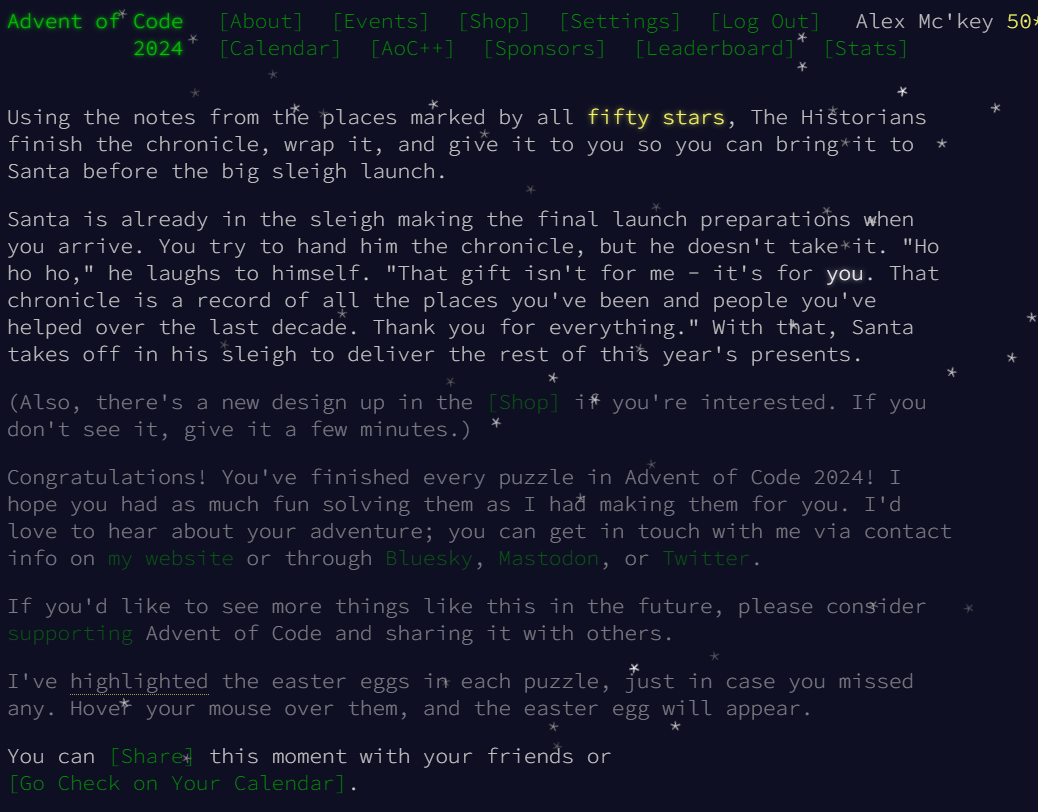 Advent of Code [About] [Events] [Shop] [Settings] [Log Out] Alex Mc'key 50*
2024 [Calendar] [AoC++] [Sponsors] [Leaderboard] [Stats]
Using the notes from the places marked by all fifty stars, The Historians
finish the chronicle, wrap it, and give it to you so you can bring it to
Santa before the big sleigh launch.
Santa is already in the sleigh making the final launch preparations when
you arrive. You try to hand him the chronicle, but he doesn't take it. "Ho
ho ho," he laughs to himself. "That gift isn't for me - it's for you. That
chronicle is a record of all the places you've been and people you've
helped over the last decade. Thank you for everything." With that, Santa
takes off in his sleigh to deliver the rest of this year's presents.
(Also, there's a new design up in the [Shop] if you're interested. If you
don't see it, give it a few minutes.)
Congratulations! You've finished every puzzle in Advent of Code 2024! I
hope you had as much fun solving them as I had making them for you. I'd
love to hear about your adventure; you can get in touch with me via contact
info on my website or through Bluesky, Mastodon, or Twitter.
If you'd like to see more things like this in the future, please consider
supporting Advent of Code and sharing it with others.
I've highlighted the easter eggs in each puzzle, just in case you missed
any. Hover your mouse over them, and the easter egg will appear.
You can [Share] this moment with your friends or
[Go Check on Your Calendar].